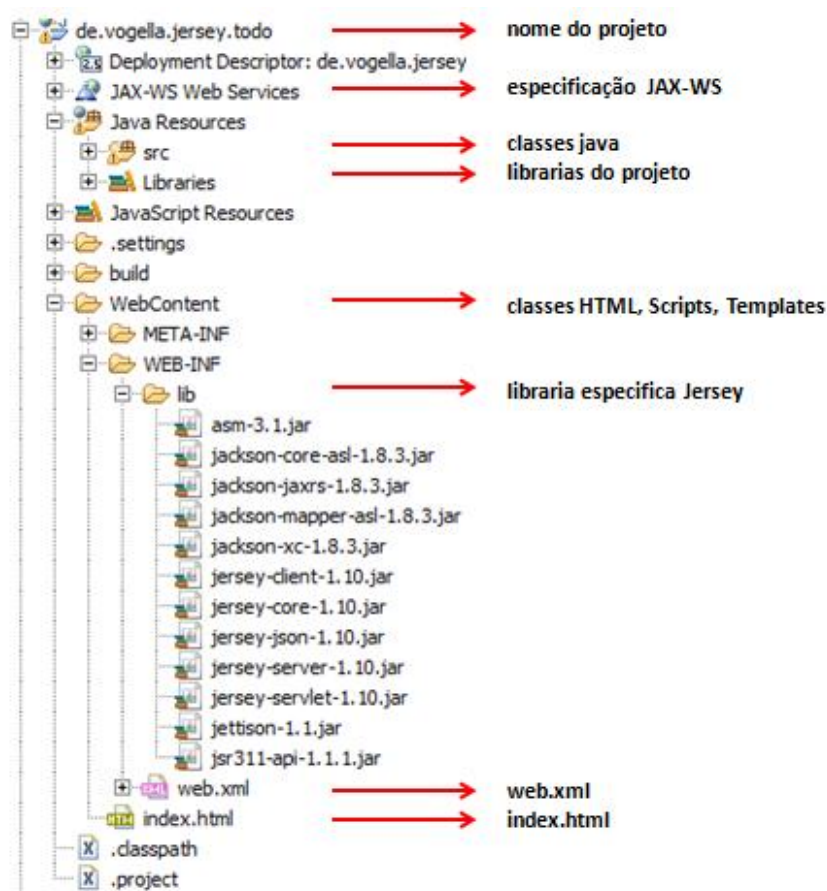 de.vogella.jersey.todo nome do projeto
Deployment Descriptor: de.vogella.jersey
JAX-WS Web Services especificação JAX-WS
Java Resources
src classes java
Libraries librarias do projeto
JavaScript Resources
.settings
build
WebContent classes HTML, Scripts, Templates
META-INF
WEB-INF
lib libraria especifica Jersey
asm-3.1.jar
jackson-core-asl-1.8.3.jar
jackson-jaxrs-1.8.3.jar
jackson-mapper-asl-1.8.3.jar
jackson-xc-1.8.3.jar
jersey-client-1.10.jar
jersey-core-1.10.jar
jersey-json-1.10.jar
jersey-server-1.10.jar
jersey-servlet-1.10.jar
jettison-1.1.jar
jsr311-api-1.1.1.jar
web.xml web.xml
index.html index.html
.classpath
.project